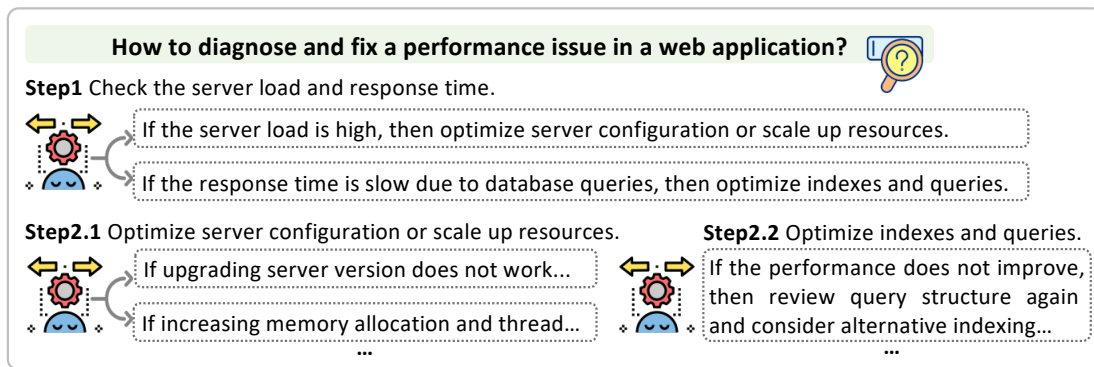 How to diagnose and fix a performance issue in a web application?
?
Step1 Check the server load and response time.
If the server load is high, then optimize server configuration or scale up resources.
If the response time is slow due to database queries, then optimize indexes and queries.
Step2.1 Optimize server configuration or scale up resources.
If upgrading server version does not work...
If increasing memory allocation and thread...
...
Step2.2 Optimize indexes and queries.
If the performance does not improve,
then review query structure again
and consider alternative indexing...
...